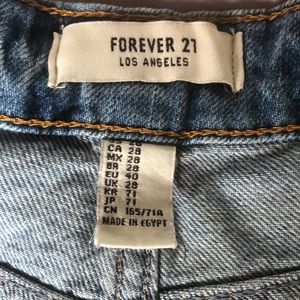 FOREVER 21
LOS ANGELES
28
CA 28
MX 28
BR 28
EU 40
UK 28
KR 71
JP 71
CN 165/71A
MADE IN EGYPT